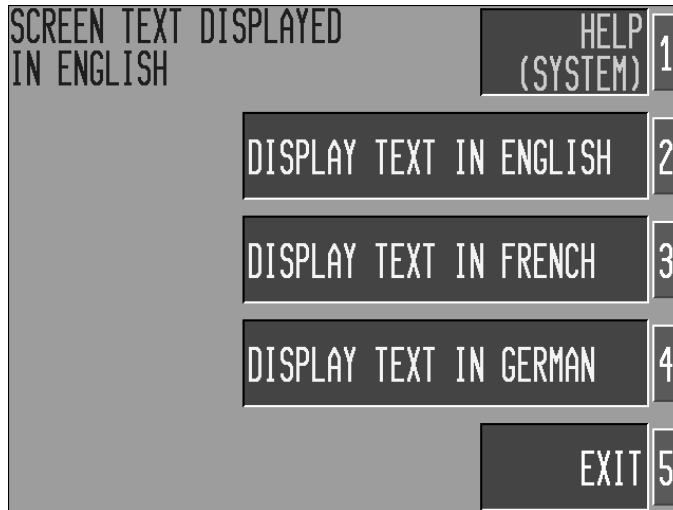 SCREEN TEXT DISPLAYED
IN ENGLISH
HELP
(SYSTEM)
1
DISPLAY TEXT IN ENGLISH
2
DISPLAY TEXT IN FRENCH
3
DISPLAY TEXT IN GERMAN
4
EXIT
5